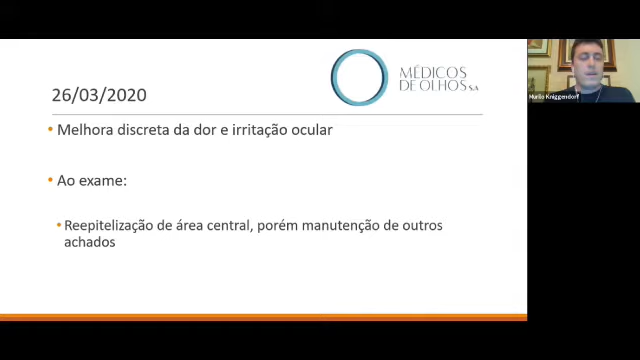 MÉDICOS
DE OLHOS S.A
26/03/2020
• Melhora discreta da dor e irritação ocular
• Ao exame:
• Reepitelização de área central, porém manutenção de outros
achados
Murilo Kniggendorf